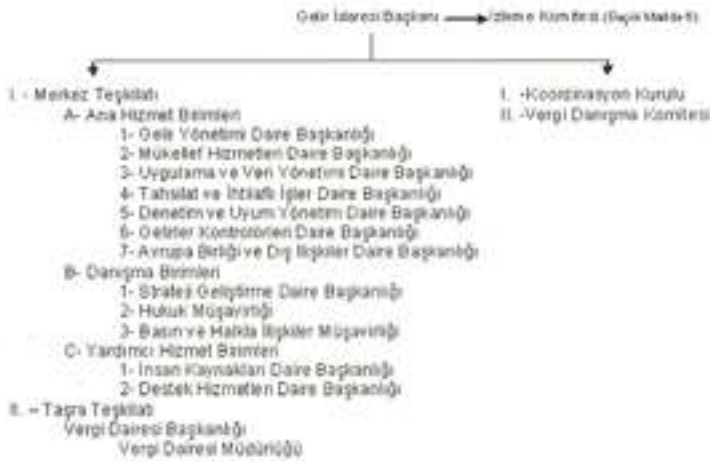 Gelir İdaresi Başkanı İzleme Komitesi (Geçici Madde 6)
I. - Merkez Teşkilatı
A- Ana Hizmet Birimleri
1- Gelir Yönetimi Daire Başkanlığı
2- Mükellef Hizmetleri Daire Başkanlığı
3- Uygulama ve Veri Yönetimi Daire Başkanlığı
4- Tahsilat ve İhtilaflı İşler Daire Başkanlığı
5- Denetim ve Uyum Yönetimi Daire Başkanlığı
6- Gelirler Kontrolörleri Daire Başkanlığı
7- Avrupa Birliği ve Dış İlişkiler Daire Başkanlığı
B- Danışma Birimleri
1- Strateji Geliştirme Daire Başkanlığı
2- Hukuk Müşavirliği
3- Basın ve Halkla İlişkiler Müşavirliği
C- Yardımcı Hizmet Birimleri
1- İnsan Kaynakları Daire Başkanlığı
2- Destek Hizmetleri Daire Başkanlığı
II. – Taşra Teşkilatı
Vergi Dairesi Başkanlığı
Vergi Dairesi Müdürlüğü
I. -Koordinasyon Kurulu
II. -Vergi Danışma Komitesi